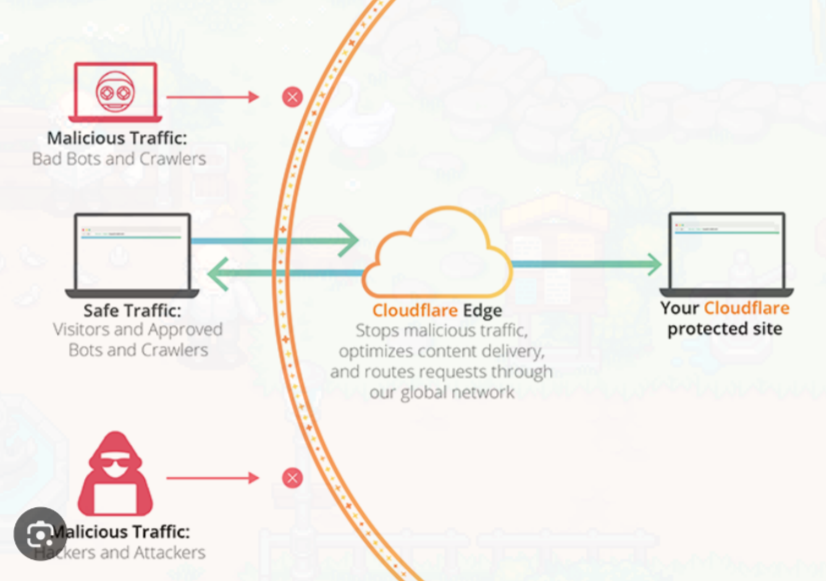 Malicious Traffic:
Bad Bots and Crawlers
Safe Traffic:
Visitors and Approved
Bots and Crawlers
Cloudflare Edge
Stops malicious traffic,
optimizes content delivery,
and routes requests through
our global network
Your Cloudflare
protected site
Malicious Traffic:
Hackers and Attackers